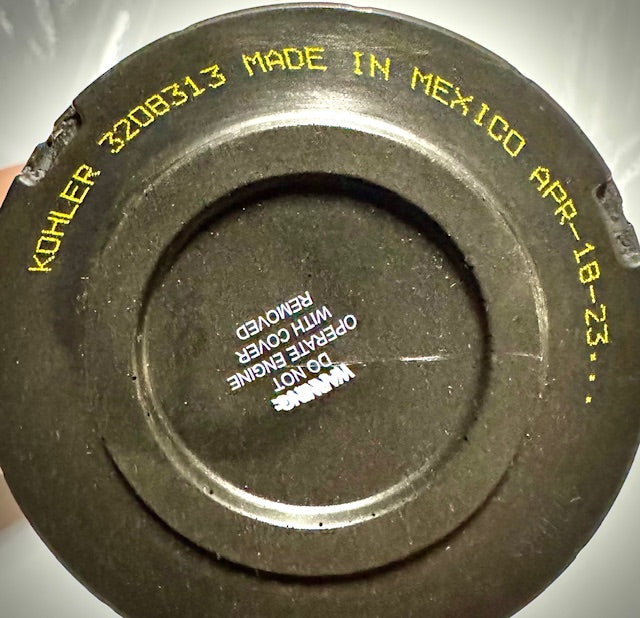 KOHLER 3208313 MADE IN MEXICO APR-18-23...
WARNING:
DO NOT
OPERATE ENGINE
WITH COVER
REMOVED